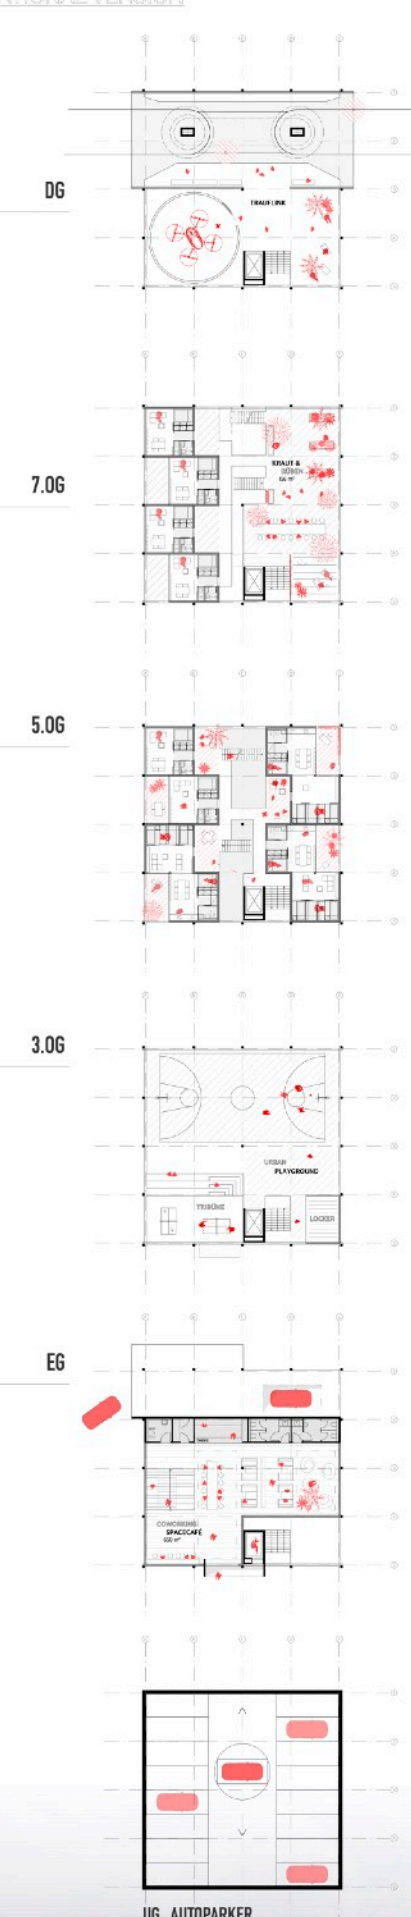 DG
TRAUFLINK
7.OG
KRAUT &
RÜBEN
5.OG
3.OG
URBAN
PLAYGROUND
TRIBÜNE
LOCKER
EG
COWORKING
SPACECAFÉ
650 m²
UG AUTOPARKER